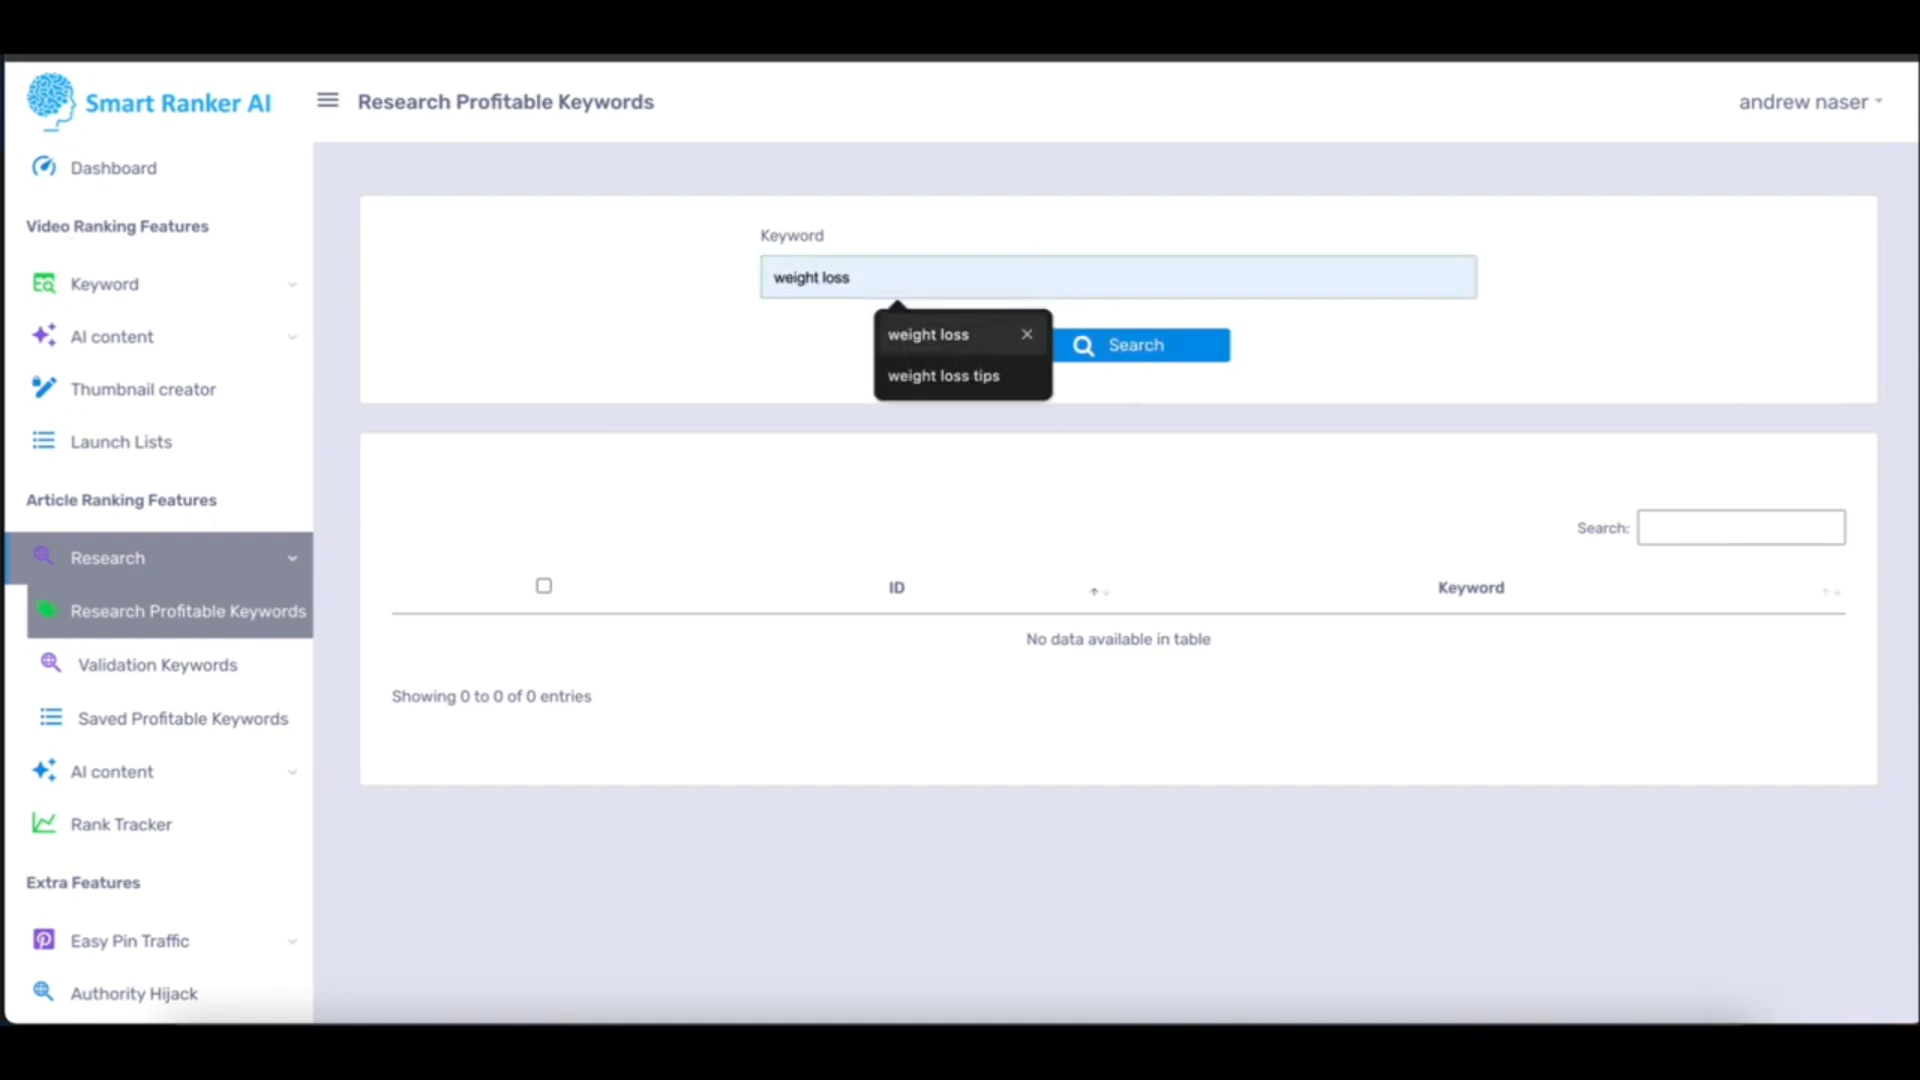 Smart Ranker AI
Research Profitable Keywords
andrew naser
Dashboard
Video Ranking Features
Keyword
AI content
Thumbnail creator
Launch Lists
Article Ranking Features
Research
Research Profitable Keywords
Validation Keywords
Saved Profitable Keywords
AI content
Rank Tracker
Extra Features
Easy Pin Traffic
Authority Hijack
Keyword
weight loss
weight loss
weight loss tips
Search
Search:
ID Keyword
No data available in table
Showing 0 to 0 of 0 entries